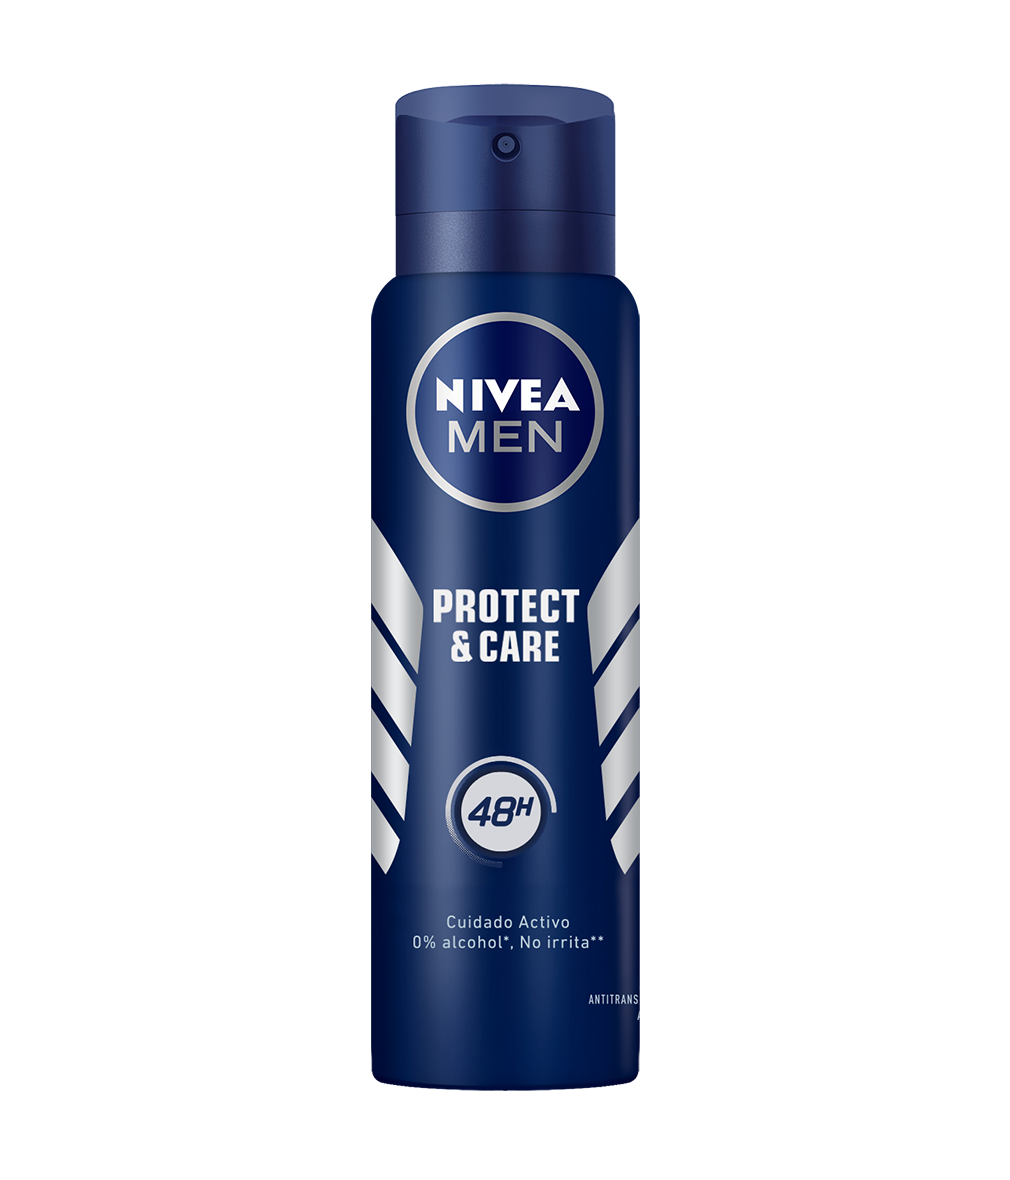 NIVEA
MEN
PROTECT
& CARE
48H
Cuidado Activo
0% alcohol*, No irrita**
ANTITRANS